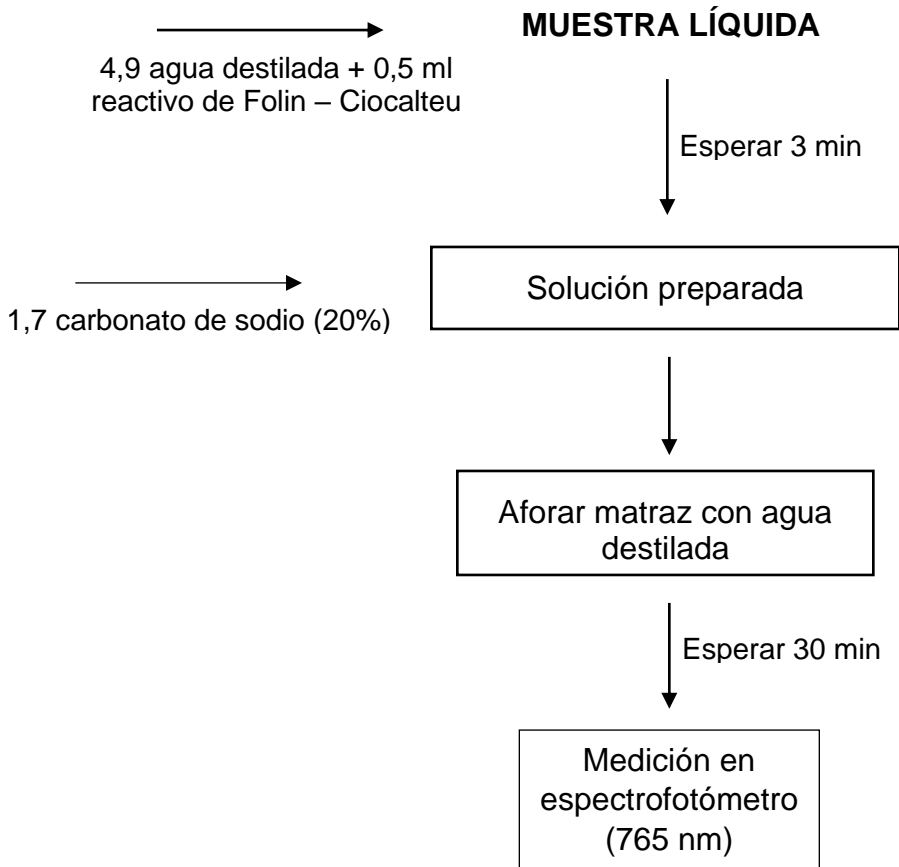 MUESTRA LÍQUIDA
4,9 agua destilada + 0,5 ml
reactivo de Folin – Ciocalteu
Esperar 3 min
Solución preparada
1,7 carbonato de sodio (20%)
Aforar matraz con agua
destilada
Esperar 30 min
Medición en
espectrofotómetro
(765 nm)